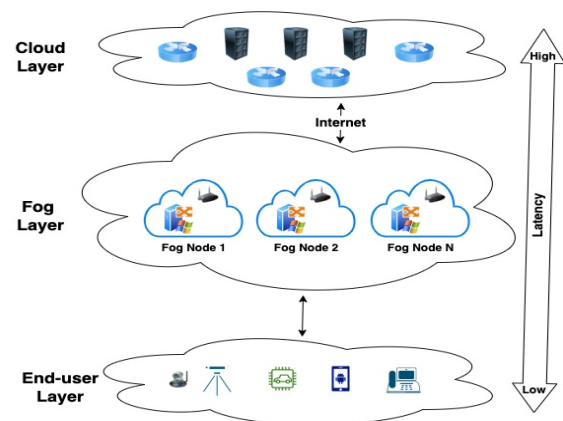 Cloud
Layer
High
Internet
Fog
Layer
Fog Node 1
Fog Node 2
Fog Node N
Latency
End-user
Layer
Low